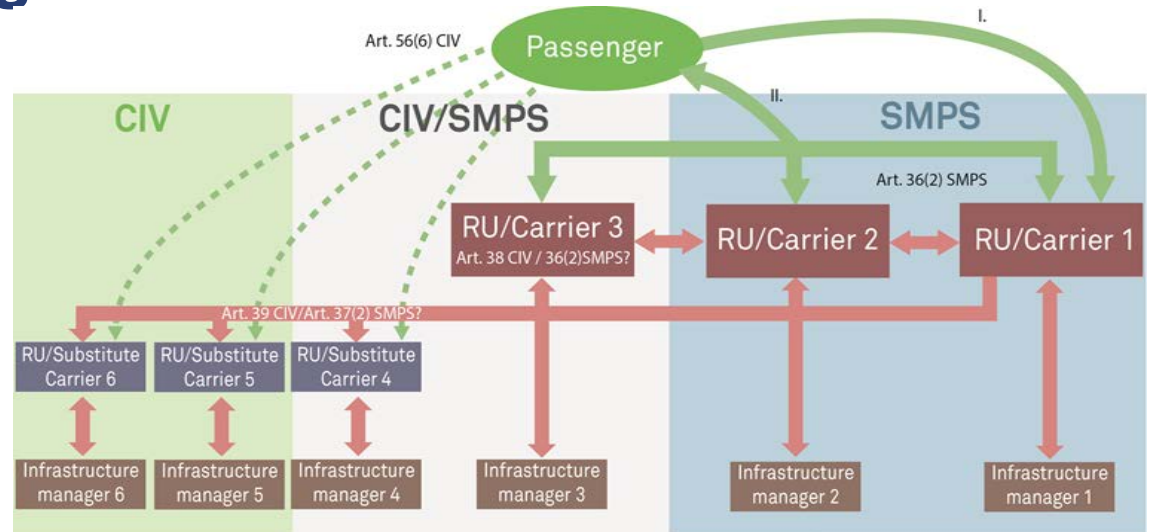 I.
Art. 56(6) CIV
Passenger
II.
CIV
CIV/SMPS
SMPS
Art. 36(2) SMPS
RU/Carrier 3
Art. 38 CIV / 36(2)SMPS?
RU/Carrier 2
RU/Carrier 1
Art. 39 CIV/Art. 37(2) SMPS?
RU/Substitute
Carrier 6
RU/Substitute
Carrier 5
RU/Substitute
Carrier 4
Infrastructure
manager 6
Infrastructure
manager 5
Infrastructure
manager 4
Infrastructure
manager 3
Infrastructure
manager 2
Infrastructure
manager 1